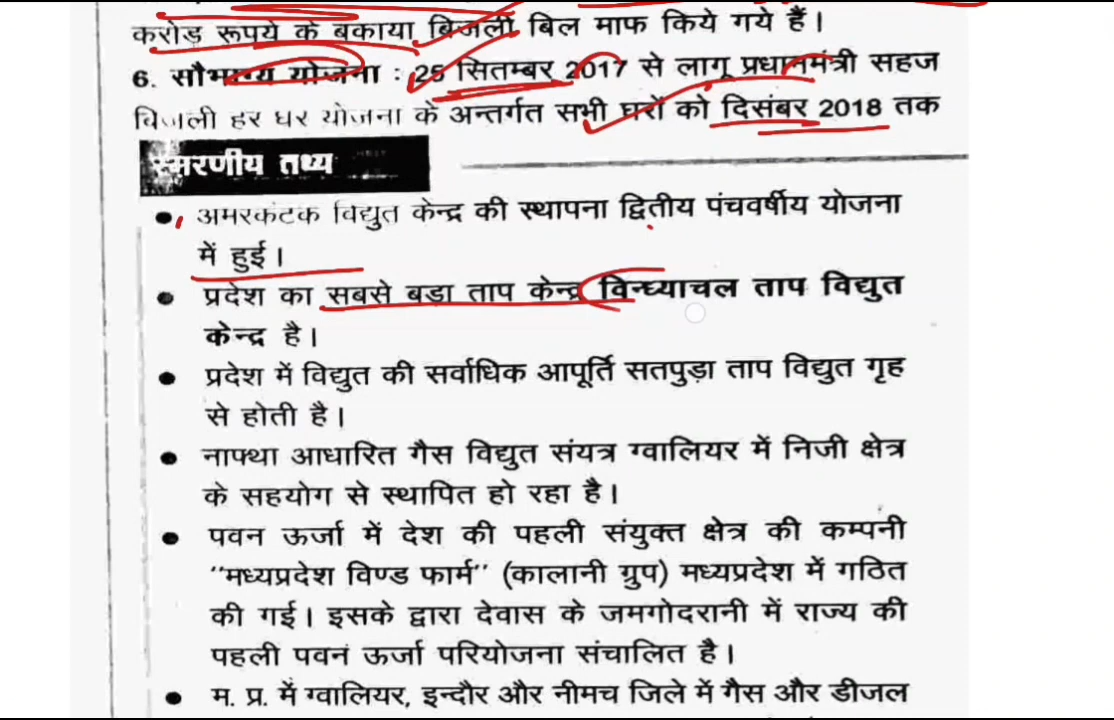 करोड़ रूपये के बकाया बिजली बिल माफ किये गये हैं।
6. सौभाग्य योजना : 25 सितम्बर 2017 से लागू प्रधानमंत्री सहज
बिजली हर घर योजना के अन्तर्गत सभी घरों को दिसंबर 2018 तक
स्मरणीय तथ्य
• अमरकंटक विद्युत केन्द्र की स्थापना द्वितीय पंचवर्षीय योजना
में हुई।
• प्रदेश का सबसे बडा ताप केन्द्र विन्ध्याचल ताप विद्युत
केन्द्र है।
• प्रदेश में विद्युत की सर्वाधिक आपूर्ति सतपुड़ा ताप विद्युत गृह
से होती है।
• नाफ्था आधारित गैस विद्युत संयत्र ग्वालियर में निजी क्षेत्र
के सहयोग से स्थापित हो रहा है।
• पवन ऊर्जा में देश की पहली संयुक्त क्षेत्र की कम्पनी
''मध्यप्रदेश विण्ड फार्म'' (कालानी ग्रुप) मध्यप्रदेश में गठित
की गई। इसके द्वारा देवास के जमगोदरानी में राज्य की
पहली पवन ऊर्जा परियोजना संचालित है।
• म. प्र. में ग्वालियर, इन्दौर और नीमच जिले में गैस और डीजल